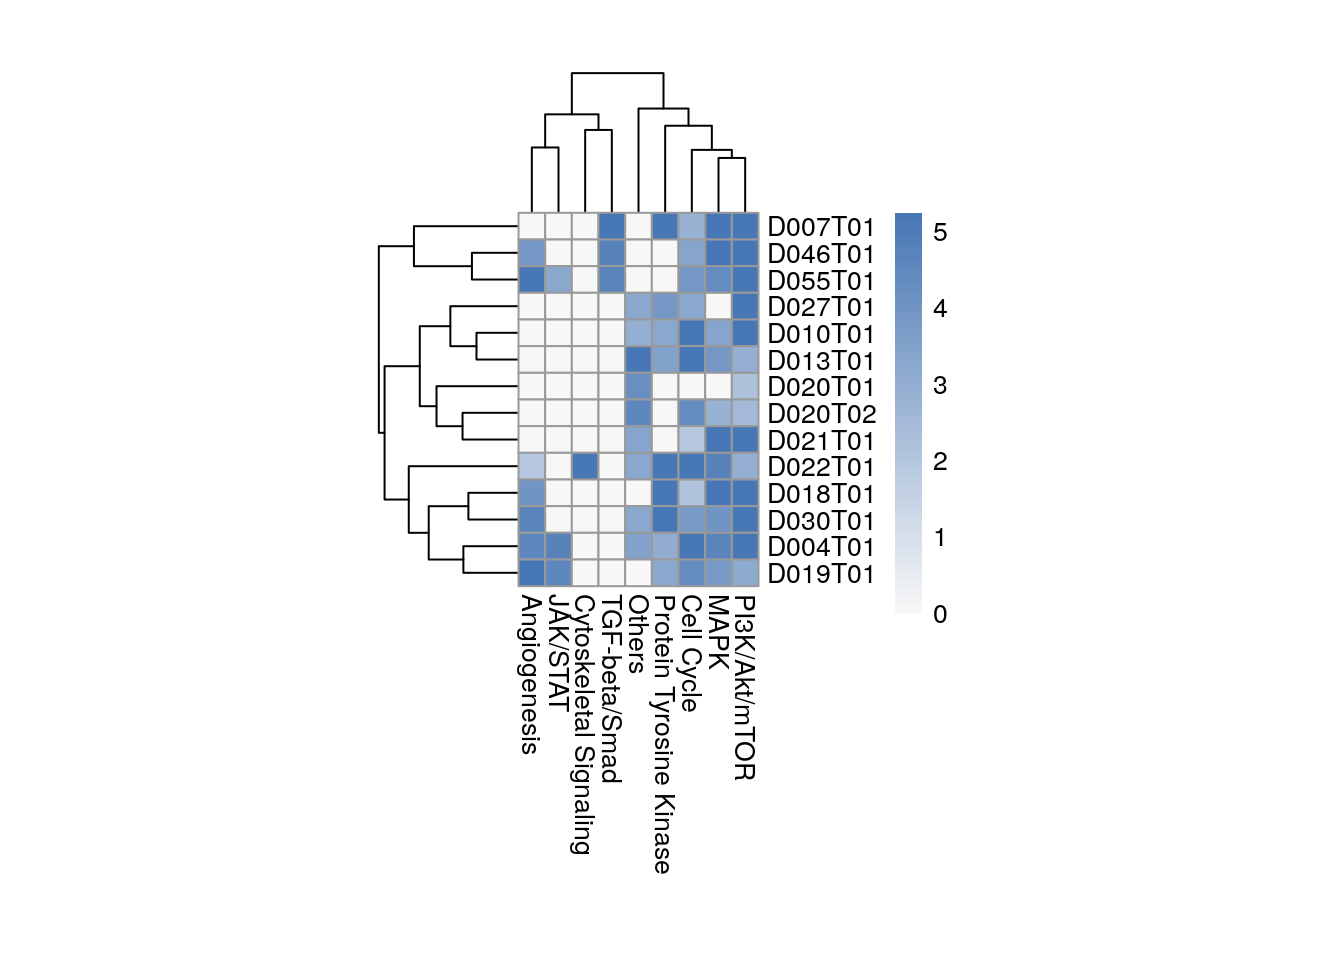 D007T01
D046T01
D055T01
D027T01
D010T01
D013T01
D020T01
D020T02
D021T01
D022T01
D018T01
D030T01
D004T01
D019T01
5
4
3
2
1
0
Angiogenesis
JAK/STAT
Cytoskeletal Signaling
TGF-beta/Smad
Others
Protein Tyrosine Kinase
Cell Cycle
MAPK
PI3K/Akt/mTOR